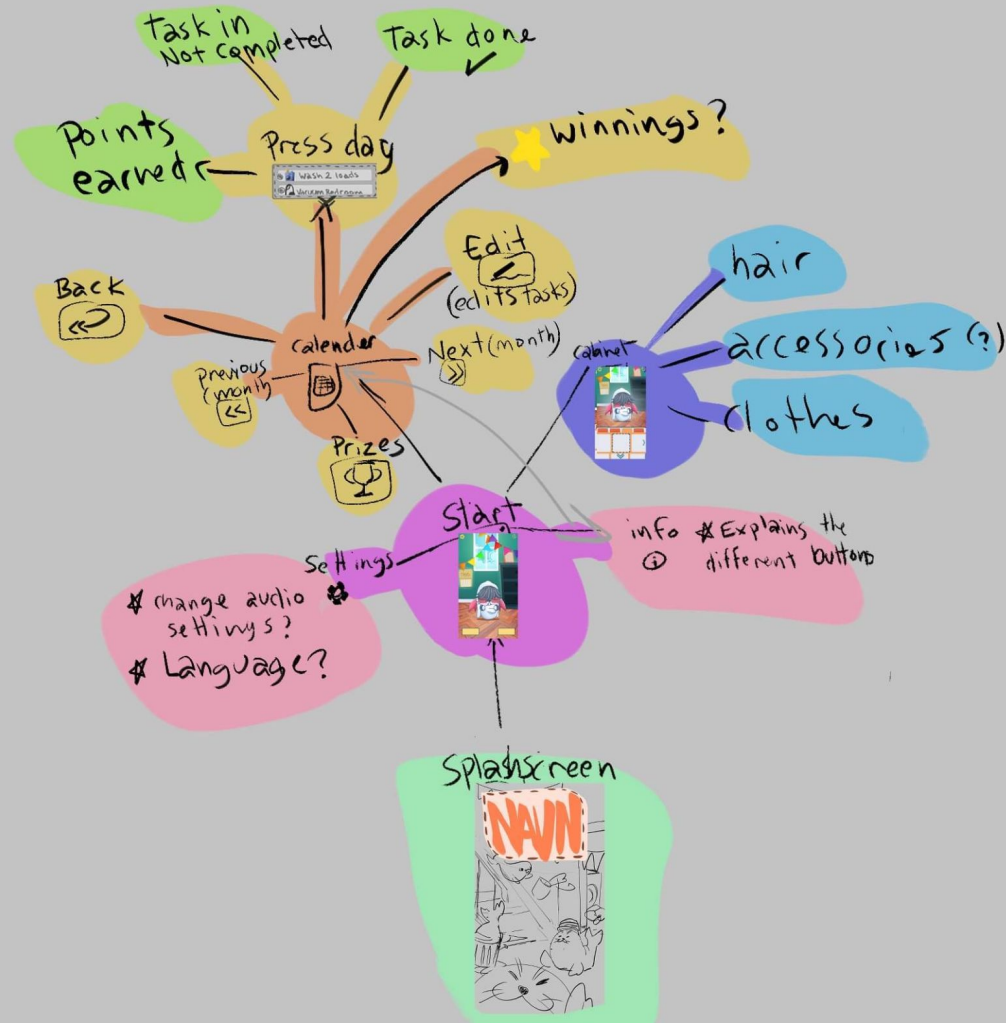 Task in
Not completed
Task done
Points
earned
Press day
Wash 2 loads
winnings?
Edit
(edits tasks)
Back
Calender
Next (month)
Previous
(month)
Prizes
hair
Cabinet
accessories (?)
clothes
Start
Settings
change audio
settings?
Language?
info Explains the
different buttons
Splashscreen
NAVN